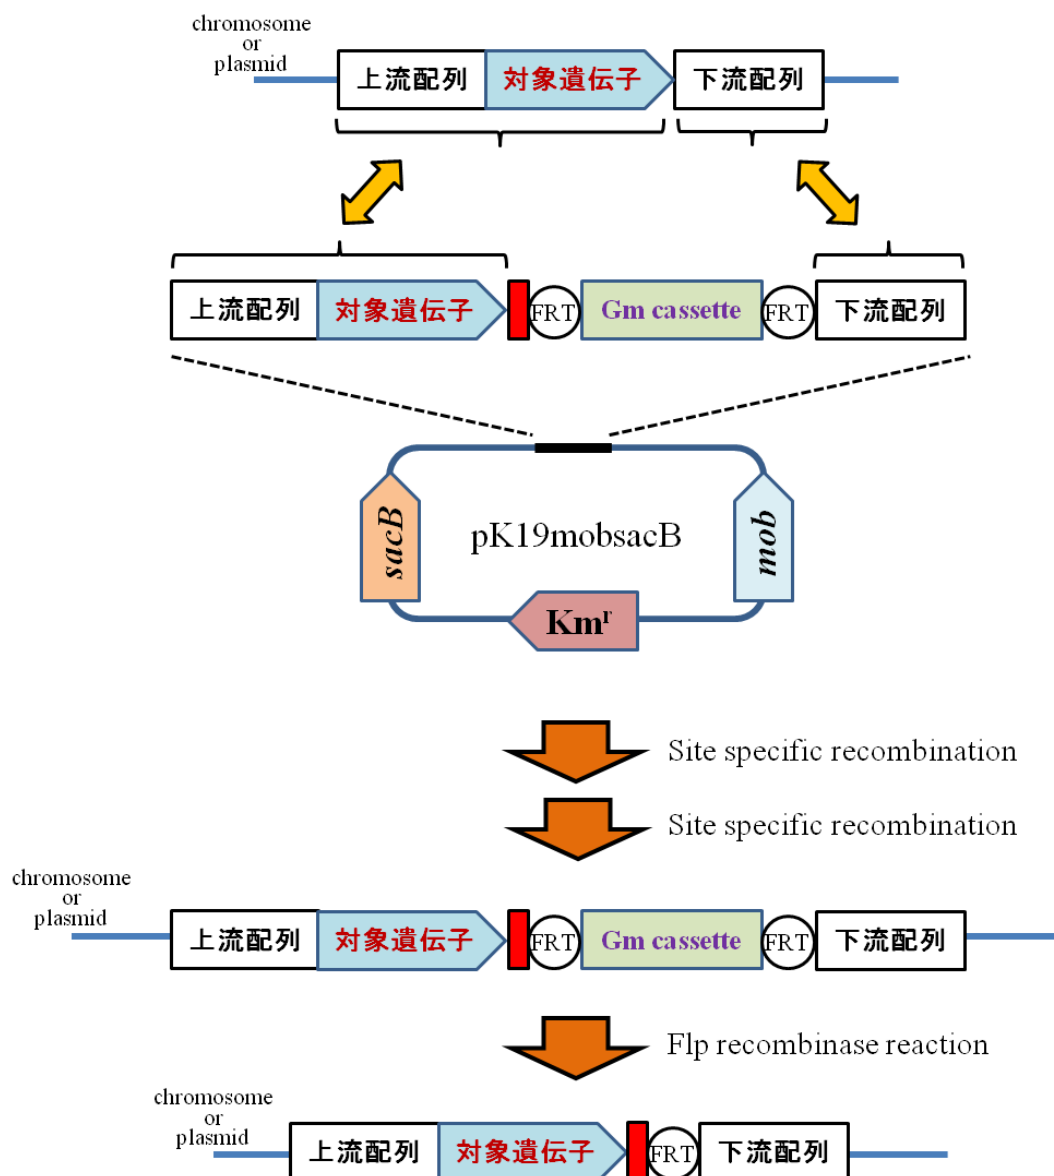 chromosome
or
plasmid
上流配列 対象遺伝子 下流配列
上流配列 対象遺伝子 FRT Gm cassette FRT 下流配列
sacB pK19mobsacB mob
Kmʳ
Site specific recombination
Site specific recombination
chromosome
or
plasmid
上流配列 対象遺伝子 FRT Gm cassette FRT 下流配列
Flp recombinase reaction
chromosome
or
plasmid
上流配列 対象遺伝子 FRT 下流配列